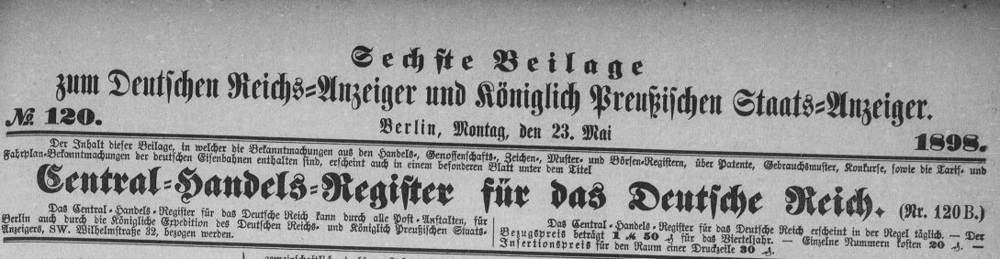 Sechste Beilage
zum Deutschen Reichs-Anzeiger und Königlich Preußischen Staats-Anzeiger.
№ 120.
Berlin, Montag, den 23. Mai
1898.
Der Inhalt dieser Beilage, in welcher die Bekanntmachungen aus den Handels-, Genossenschafts-, Zeichen-, Muster- und Börsen-Registern, über Patente, Gebrauchsmuster, Konkurse, sowie die Tarif- und
Fahrplan-Bekanntmachungen der deutschen Eisenbahnen enthalten sind, erscheint auch in einem besonderen Blatt unter dem Titel
Central-Handels-Register für das Deutsche Reich. (Nr. 120B.)
Das Central-Handels-Register für das Deutsche Reich kann durch alle Post-Anstalten, für
Berlin auch durch die Königliche Expedition des Deutschen Reichs- und Königlich Preußischen Staats-
Anzeigers, SW. Wilhelmstraße 32, bezogen werden.
Das Central-Handels-Register für das Deutsche Reich erscheint in der Regel täglich. — Der
Bezugspreis beträgt 1 ℳ 50 ₰ für das Vierteljahr. — Einzelne Nummern kosten 20 ₰. —
Insertionspreis für den Raum einer Druckzeile 30 ₰.